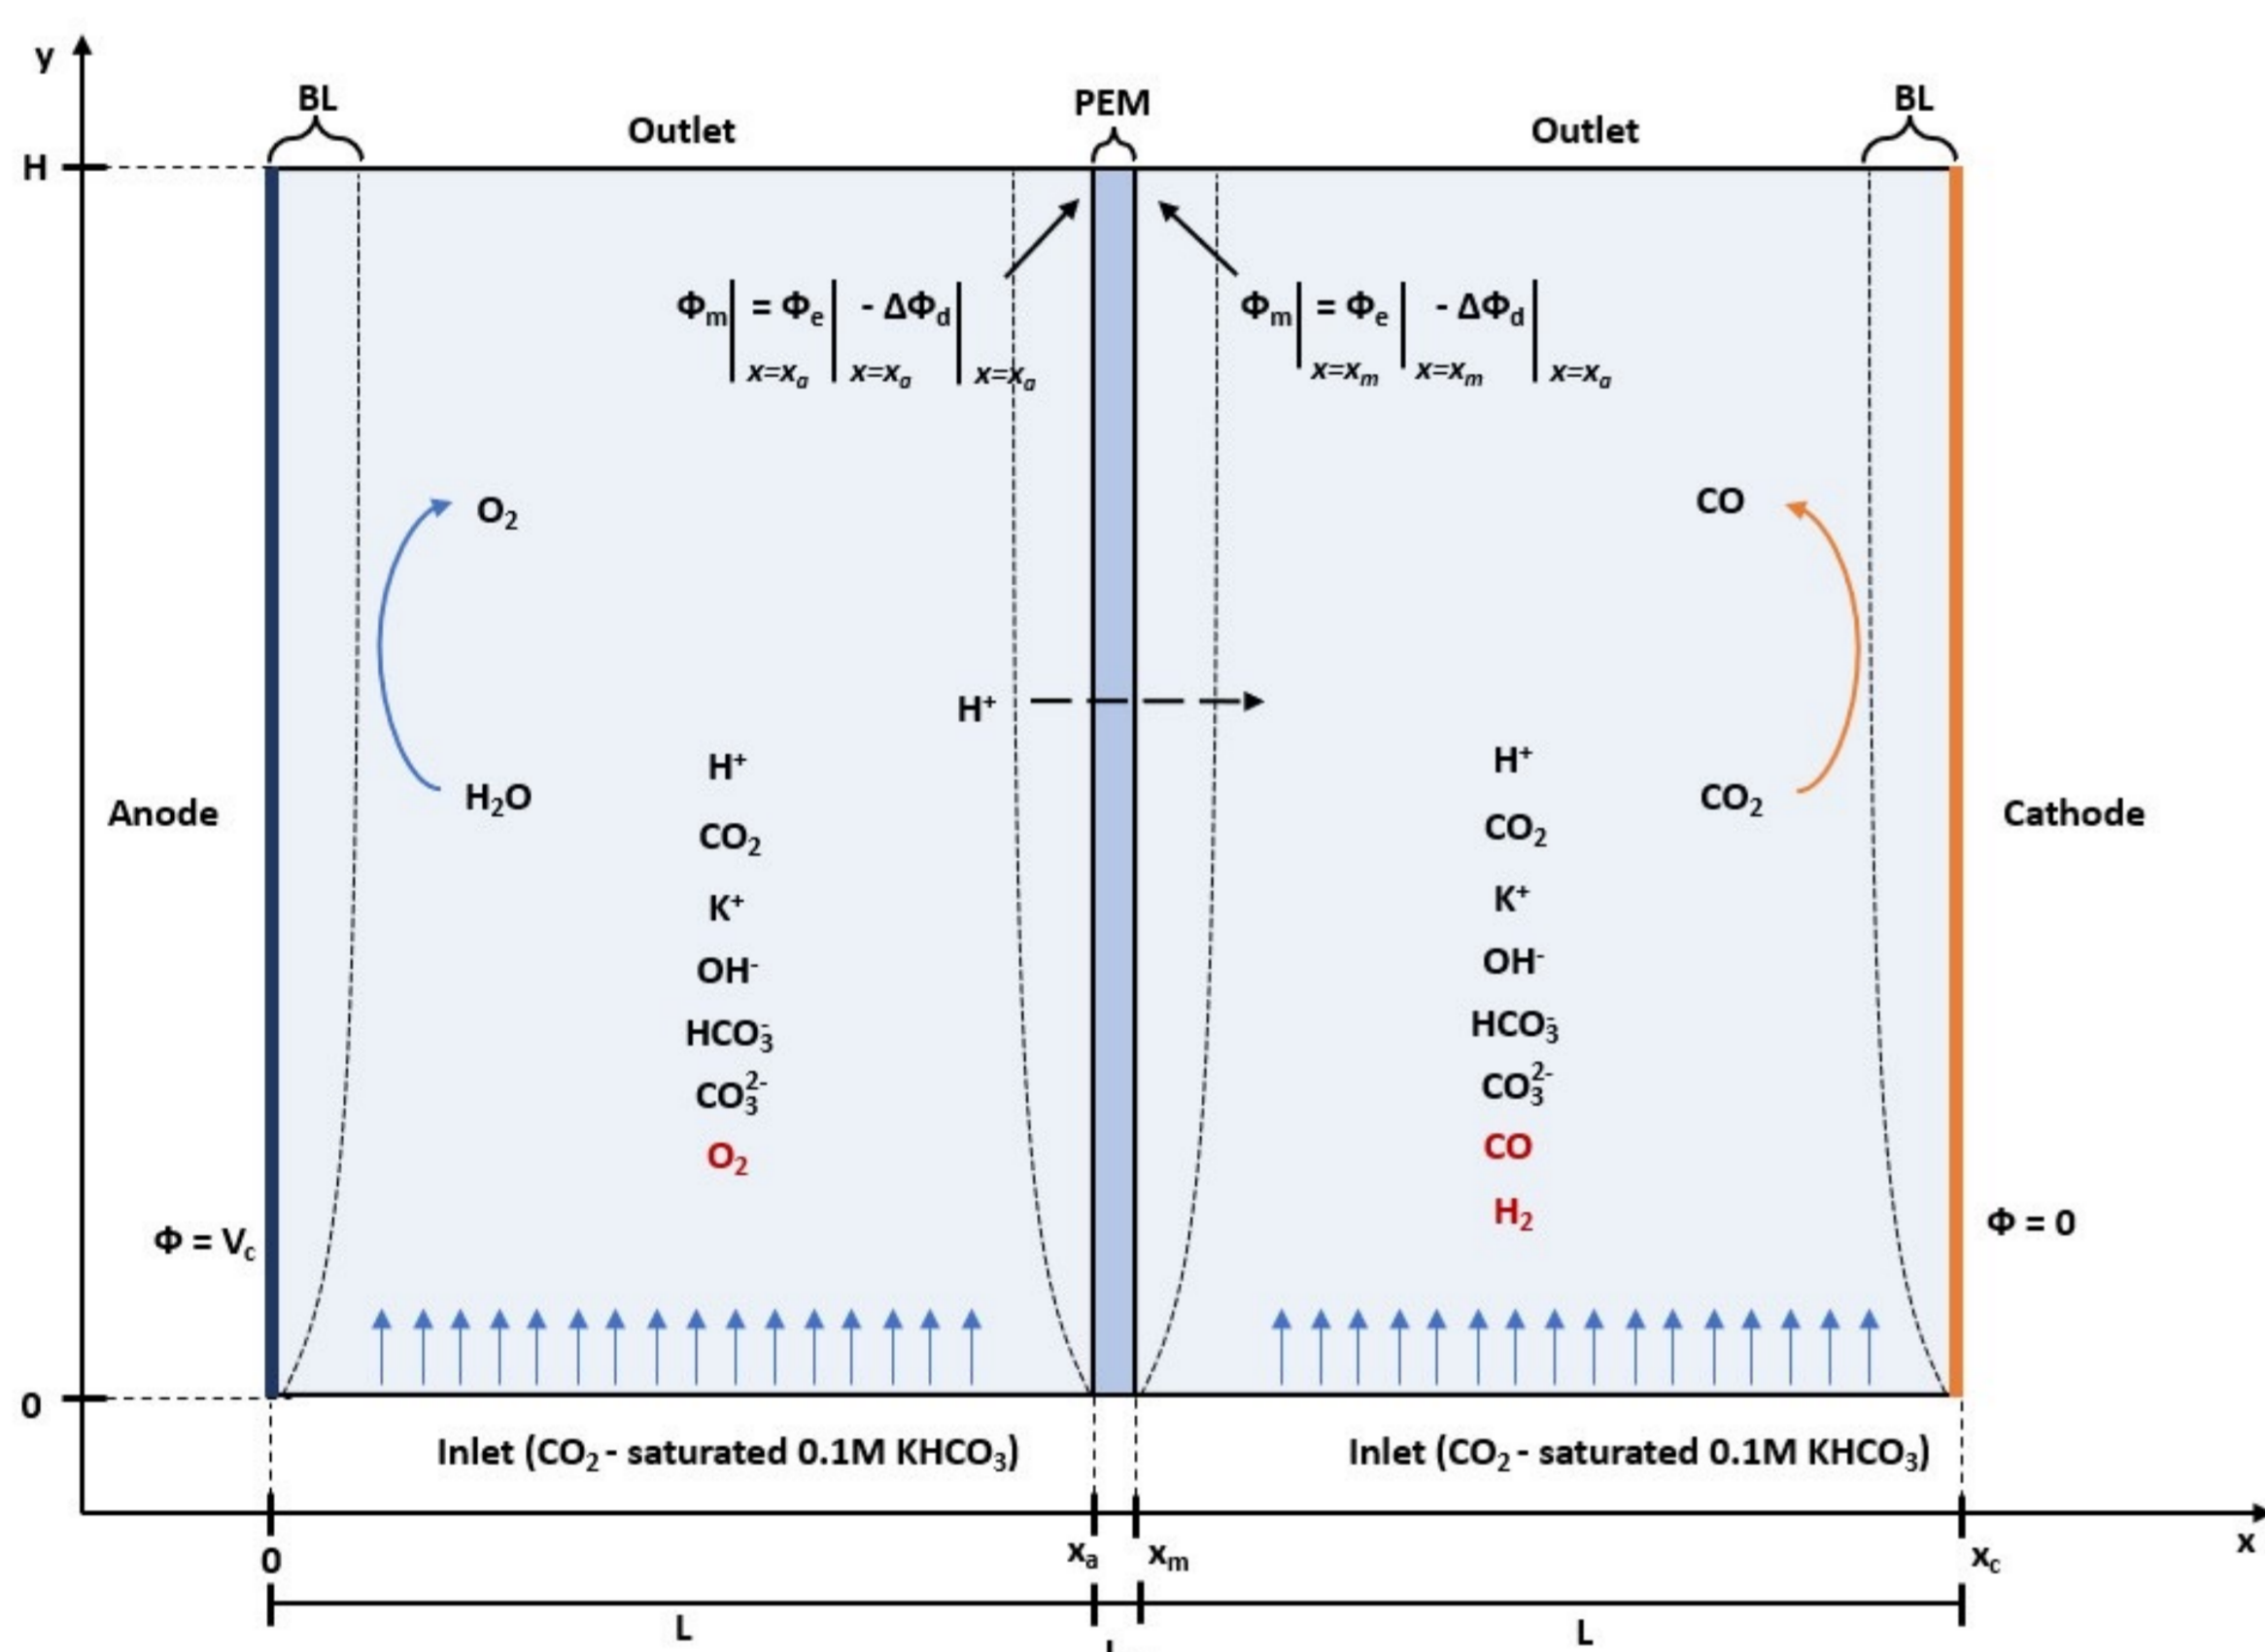 y
BL
Outlet
PEM
Outlet
BL
H
Φm| = Φe| - ΔΦd|
x=xa x=xa x=xa
Φm| = Φe| - ΔΦd|
x=xm x=xm x=xa
O2
CO
H+
H2O
CO2
Anode
Cathode
H+
CO2
K+
OH-
HCO3-
CO3 2-
O2
H+
CO2
K+
OH-
HCO3-
CO3 2-
CO
H2
Φ = Vc
Φ = 0
0
Inlet (CO2 - saturated 0.1M KHCO3)
Inlet (CO2 - saturated 0.1M KHCO3)
0
xa
xm
xc
x
L
L